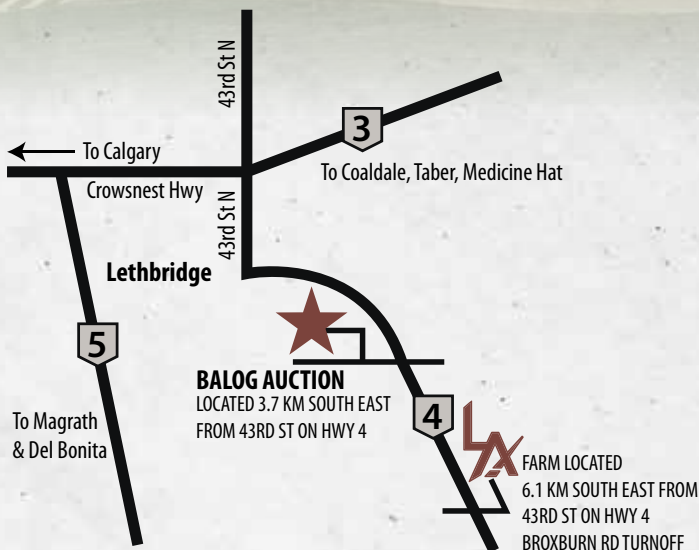 43rd St N
3
To Calgary
To Coaldale, Taber, Medicine Hat
Crowsnest Hwy
43rd St N
Lethbridge
5
BALOG AUCTION
LOCATED 3.7 KM SOUTH EAST
FROM 43RD ST ON HWY 4
4
To Magrath
& Del Bonita
FARM LOCATED
6.1 KM SOUTH EAST FROM
43RD ST ON HWY 4
BROXBURN RD TURNOFF